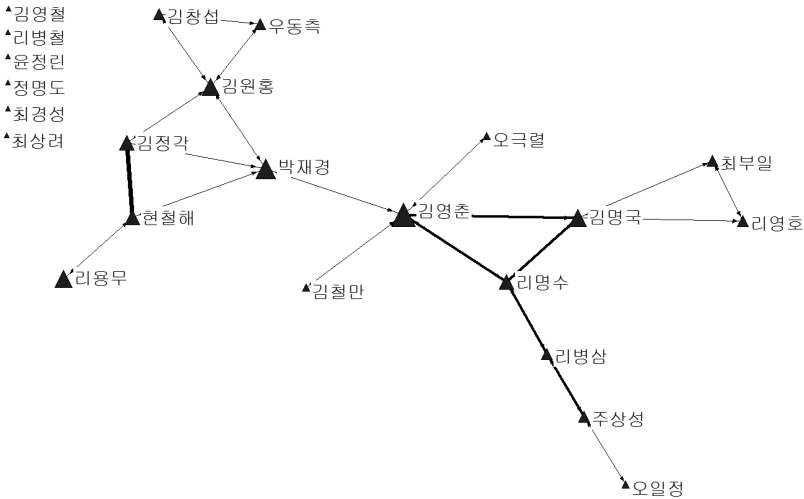 김영철
리병철
윤정린
정명도
최경성
최상려
김창섭
우동측
김원홍
김정각
박재경
현철해
리용무
오극렬
김영춘
김철만
김명국
최부일
리영호
리명수
리병삼
주상성
오일정